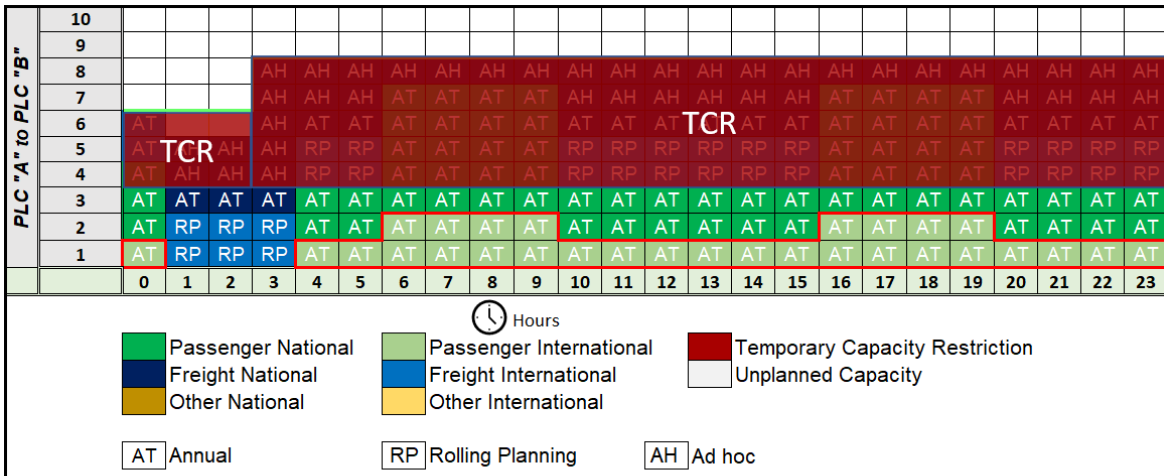 PLC "A" to PLC "B"
10
9
8 AH AH AH AH AH AH AH AH AH AH AH AH AH AH AH AH AH AH AH AH AH
7 AH AH AH AT AT AT AT AH AH AH AH AH AH AT AT AT AT AH AH AH AH
6 AT AH AT AT AT AT AT AT AT AT AT TCR AT AT AT AT AT AT AT AT AT AT
5 AT TCR AH AH RP RP AT AT AT AT RP RP RP RP RP RP AT AT AT AT RP RP RP RP
4 AT AH AH AH RP RP AT AT AT AT RP RP RP RP RP RP AT AT AT AT RP RP RP RP
3 AT AT AT AT AT AT AT AT AT AT AT AT AT AT AT AT AT AT AT AT AT AT AT AT
2 AT RP RP RP AT AT AT AT AT AT AT AT AT AT AT AT AT AT AT AT AT AT AT AT
1 AT RP RP RP AT AT AT AT AT AT AT AT AT AT AT AT AT AT AT AT AT AT AT AT
0 1 2 3 4 5 6 7 8 9 10 11 12 13 14 15 16 17 18 19 20 21 22 23
Hours
Passenger National Passenger International Temporary Capacity Restriction
Freight National Freight International Unplanned Capacity
Other National Other International
AT Annual RP Rolling Planning AH Ad hoc